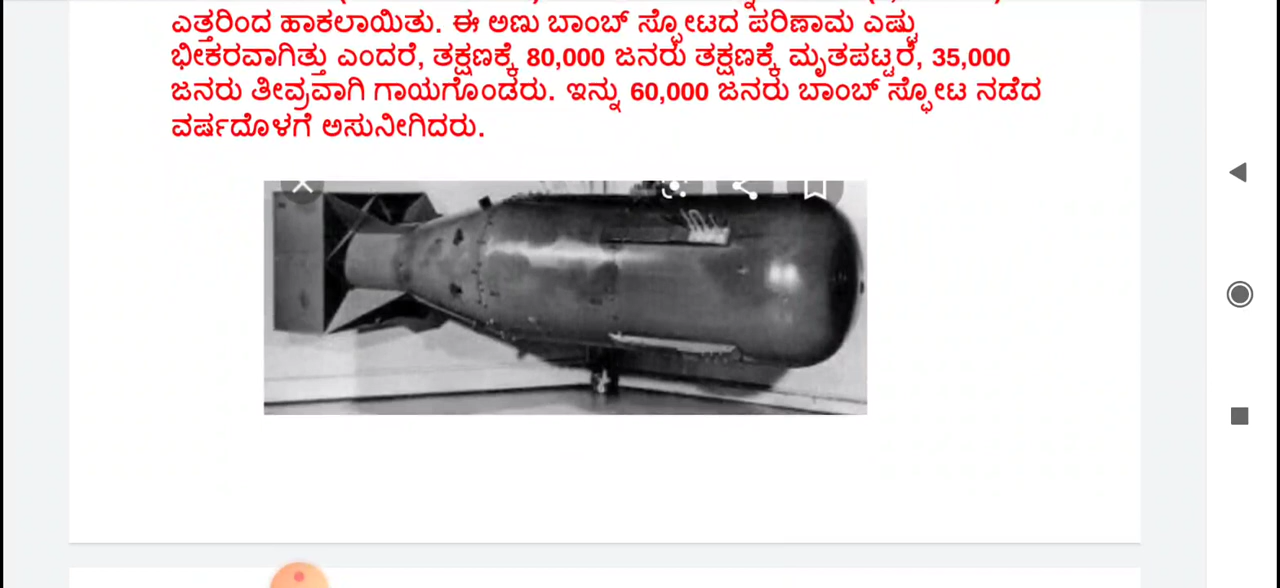 ಎತ್ತರಿಂದ ಹಾಕಲಾಯಿತು. ಈ ಅಣು ಬಾಂಬ್ ಸ್ಫೋಟದ ಪರಿಣಾಮ ಎಷ್ಟು
ಭೀಕರವಾಗಿತ್ತು ಎಂದರೆ, ತಕ್ಷಣಕ್ಕೆ 80,000 ಜನರು ತಕ್ಷಣಕ್ಕೆ ಮೃತಪಟ್ಟರೆ, 35,000
ಜನರು ತೀವ್ರವಾಗಿ ಗಾಯಗೊಂಡರು. ಇನ್ನು 60,000 ಜನರು ಬಾಂಬ್ ಸ್ಫೋಟ ನಡೆದ
ವರ್ಷದೊಳಗೆ ಅಸುನೀಗಿದರು.